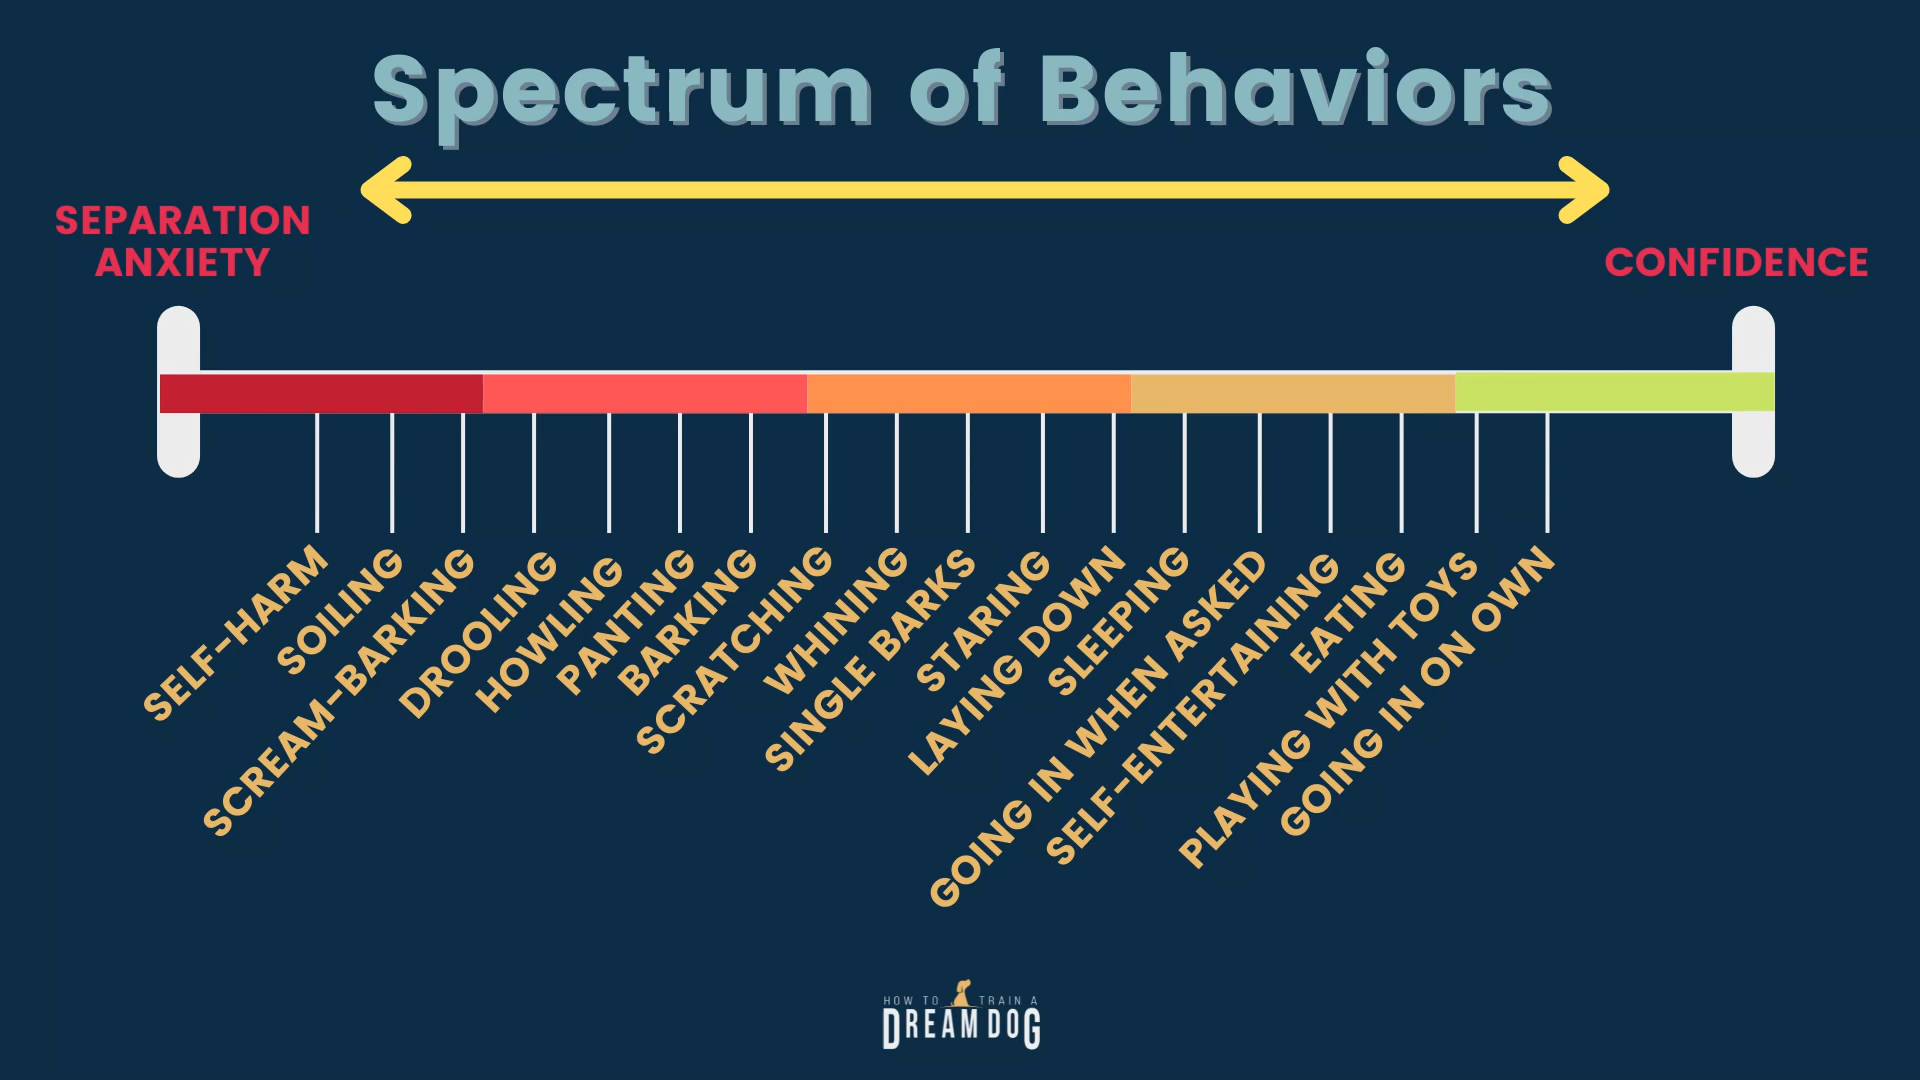 Spectrum of Behaviors
SEPARATION
ANXIETY
CONFIDENCE
SELF-HARM
SOILING
SCREAM-BARKING
DROOLING
HOWLING
PANTING
BARKING
SCRATCHING
WHINING
SINGLE BARKS
STARING
LAYING DOWN
SLEEPING
GOING IN WHEN ASKED
SELF-ENTERTAINING
EATING
PLAYING WITH TOYS
GOING IN ON OWN
HOW TO TRAIN A
DREAM DOG